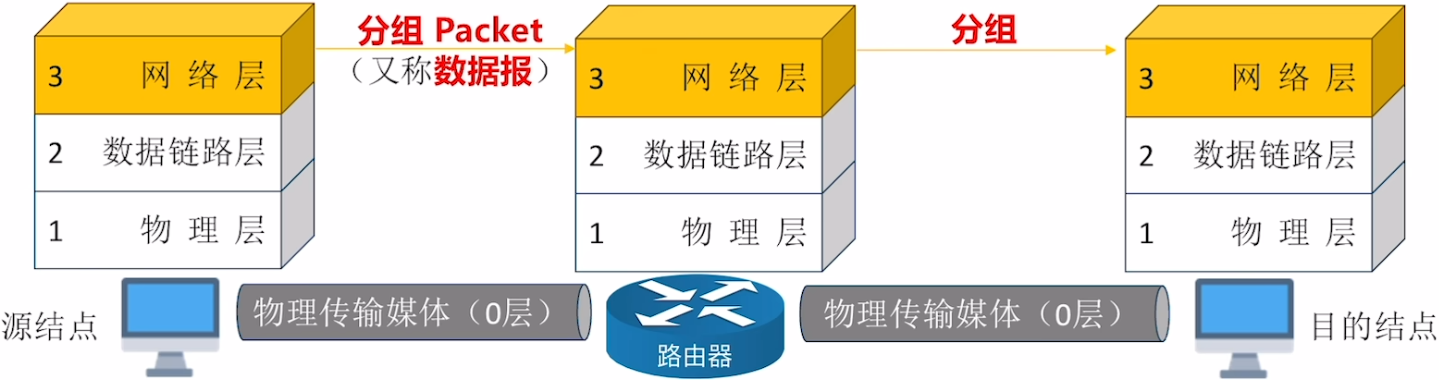 分组 Packet
（又称数据报）
分组
3 网络层
2 数据链路层
1 物理层
3 网络层
2 数据链路层
1 物理层
3 网络层
2 数据链路层
1 物理层
源结点
物理传输媒体（0层）
路由器
物理传输媒体（0层）
目的结点